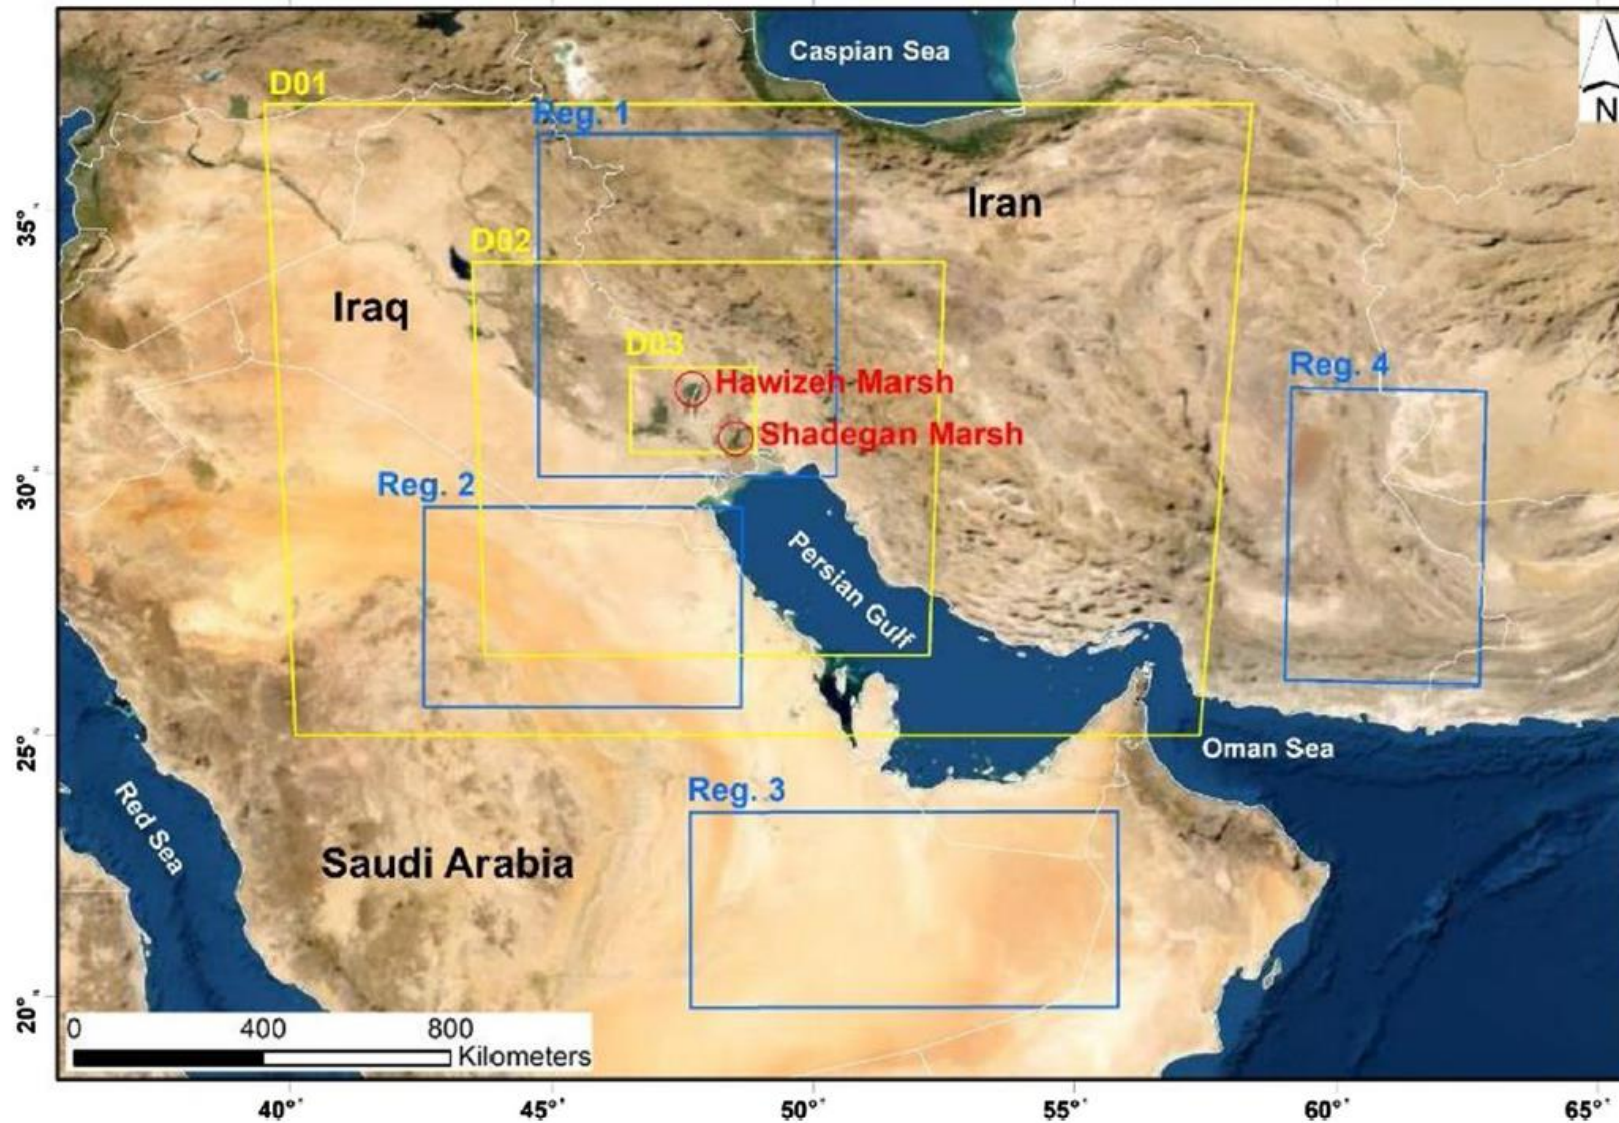 Caspian Sea
N
D01
Reg. 1
Iran
35°
D02
Iraq
D03
Reg. 4
Hawizeh Marsh
Shadegan Marsh
30°
Reg. 2
Persian Gulf
25°
Oman Sea
Reg. 3
Red Sea
Saudi Arabia
20°
0 400 800
Kilometers
40° 45° 50° 55° 60° 65°